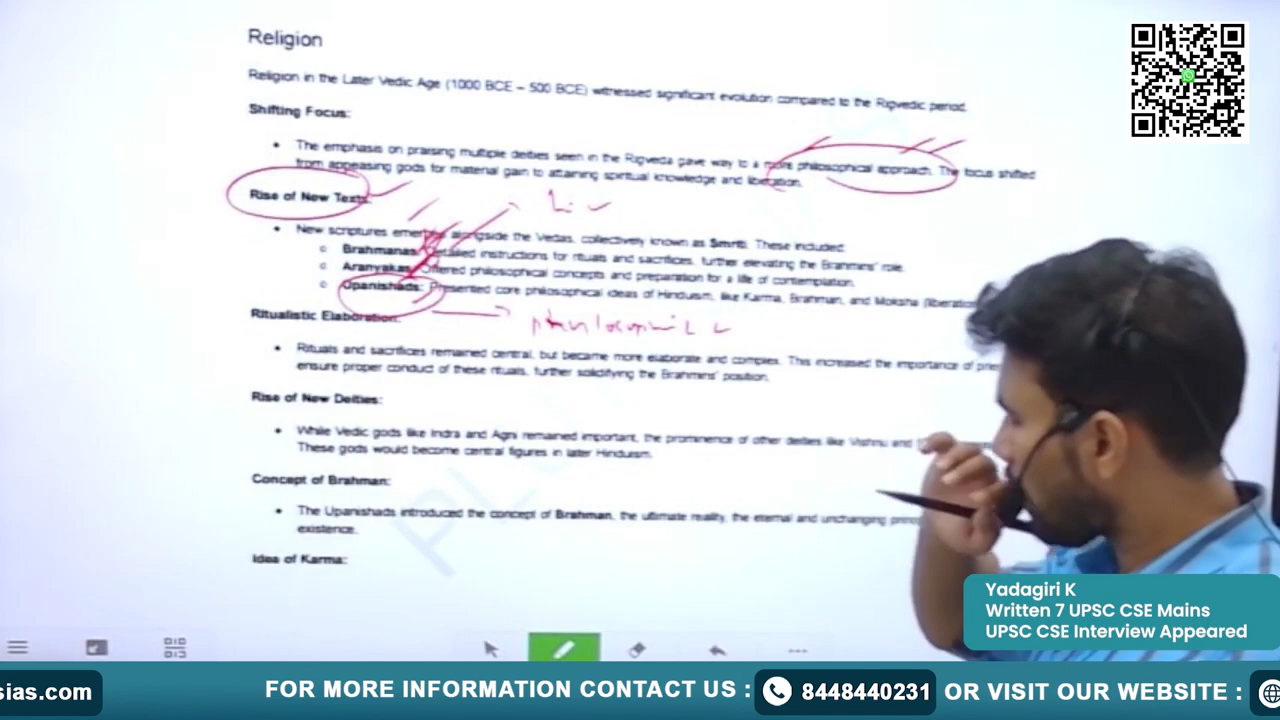 Religion
Religion in the Later Vedic Age (1000 BCE – 500 BCE) witnessed significant evolution compared to the Rigvedic period.
Shifting Focus:
• The emphasis on praising multiple deities seen in the Rigveda gave way to a more philosophical approach. The focus shifted
from appeasing gods for material gain to attaining spiritual knowledge and liberation.
Rise of New Texts:
• New scriptures emerged alongside the Vedas, collectively known as Smriti. These included:
○ Brahmanas: Detailed instructions for rituals and sacrifices, further elevating the Brahmins' role.
○ Aranyakas: Offered philosophical concepts and preparation for a life of contemplation.
○ Upanishads: Presented core philosophical ideas of Hinduism, like Karma, Brahman, and Moksha (liberatio
Ritualistic Elaboration:
• Rituals and sacrifices remained central, but became more elaborate and complex. This increased the importance of
ensure proper conduct of these rituals, further solidifying the Brahmins' position.
Rise of New Deities:
• While Vedic gods like Indra and Agni remained important, the prominence of other deities like Vishnu and
These gods would become central figures in later Hinduism.
Concept of Brahman:
• The Upanishads introduced the concept of Brahman, the ultimate reality, the eternal and unchanging
existence.
Idea of Karma:
Yadagiri K
Written 7 UPSC CSE Mains
UPSC CSE Interview Appeared
sias.com
FOR MORE INFORMATION CONTACT US : 8448440231 OR VISIT OUR WEBSITE :